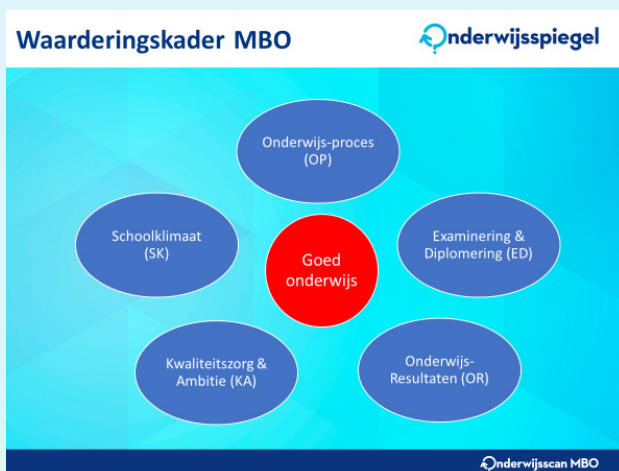 Waarderingskader MBO
Onderwijsspiegel
Onderwijs-proces
(OP)
Schoolklimaat
(SK)
Examinering &
Diplomering (ED)
Goed
onderwijs
Kwaliteitszorg &
Ambitie (KA)
Onderwijs-
Resultaten (OR)
Onderwijsscan MBO